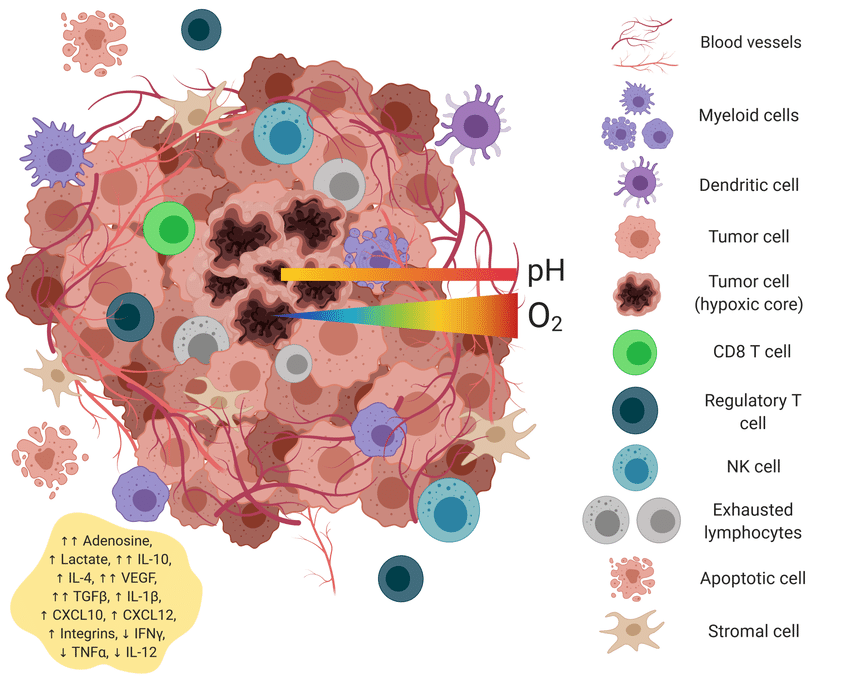 pH
O₂
↑↑ Adenosine,
↑ Lactate, ↑↑ IL-10,
↑ IL-4, ↑↑ VEGF,
↑↑ TGFβ, ↑ IL-1β,
↑ CXCL10, ↑ CXCL12,
↑ Integrins, ↓ IFNγ,
↓ TNFα, ↓ IL-12
Blood vessels
Myeloid cells
Dendritic cell
Tumor cell
Tumor cell
(hypoxic core)
CD8 T cell
Regulatory T
cell
NK cell
Exhausted
lymphocytes
Apoptotic cell
Stromal cell